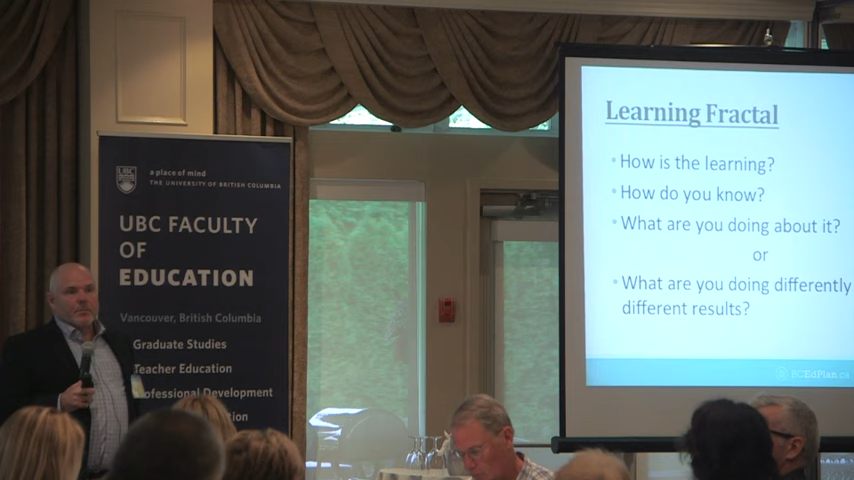 UBC
a place of mind
THE UNIVERSITY OF BRITISH COLUMBIA
UBC FACULTY
OF
EDUCATION
Vancouver, British Columbia
Graduate Studies
Teacher Education
Professional Development
Learning Fractal
• How is the learning?
• How do you know?
• What are you doing about it?
or
• What are you doing differently
different results?
BCEdPlan.ca